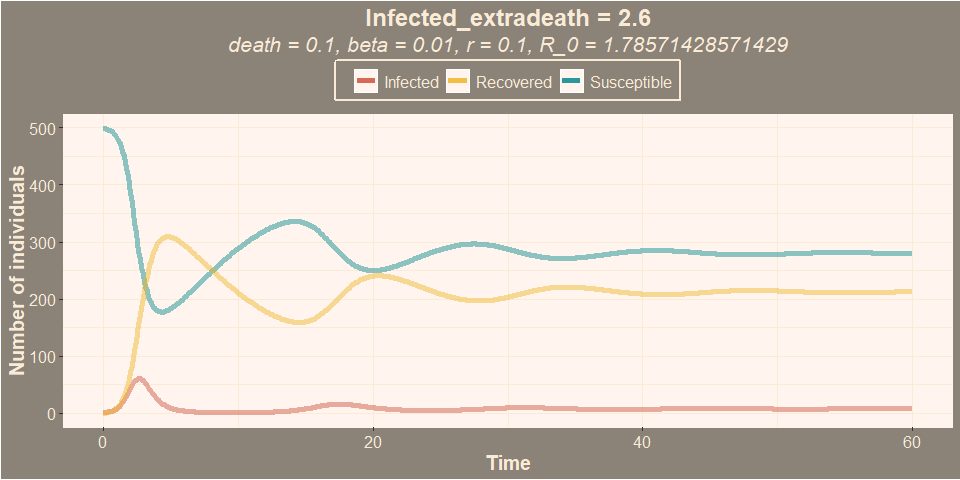 Infected_extradeath = 2.6
death = 0.1, beta = 0.01, r = 0.1, R_0 = 1.78571428571429
Infected Recovered Susceptible
Number of individuals
500
400
300
200
100
0
0 20 40 60
Time